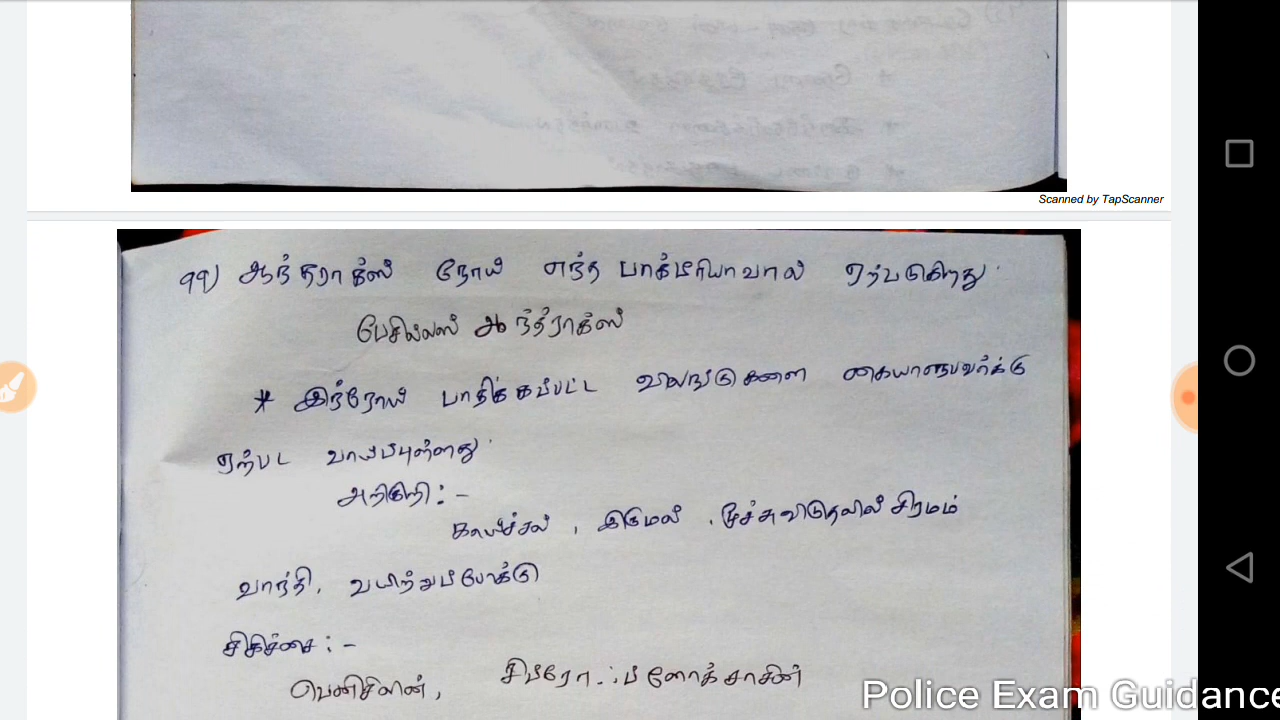 Scanned by TapScanner
99) ஆந்த்ராக்ஸ் நோய் எந்த பாக்டீரியாவால் ஏற்படுகிறது.
பேசில்லஸ் ஆந்த்ராக்ஸ்
* இந்நோய் பாதிக்கப்பட்ட விலங்குகளை கையாளுபவர்க்கு
ஏற்பட வாய்ப்புள்ளது.
அறிகுறி:-
காய்ச்சல், இருமல், மூச்சுவிடுதலில் சிரமம்
வாந்தி, வயிற்றுப்போக்கு
சிகிச்சை:-
பெனிசிலின், சிப்ரோஃப்ளோக்சாசின்
Police Exam Guidance